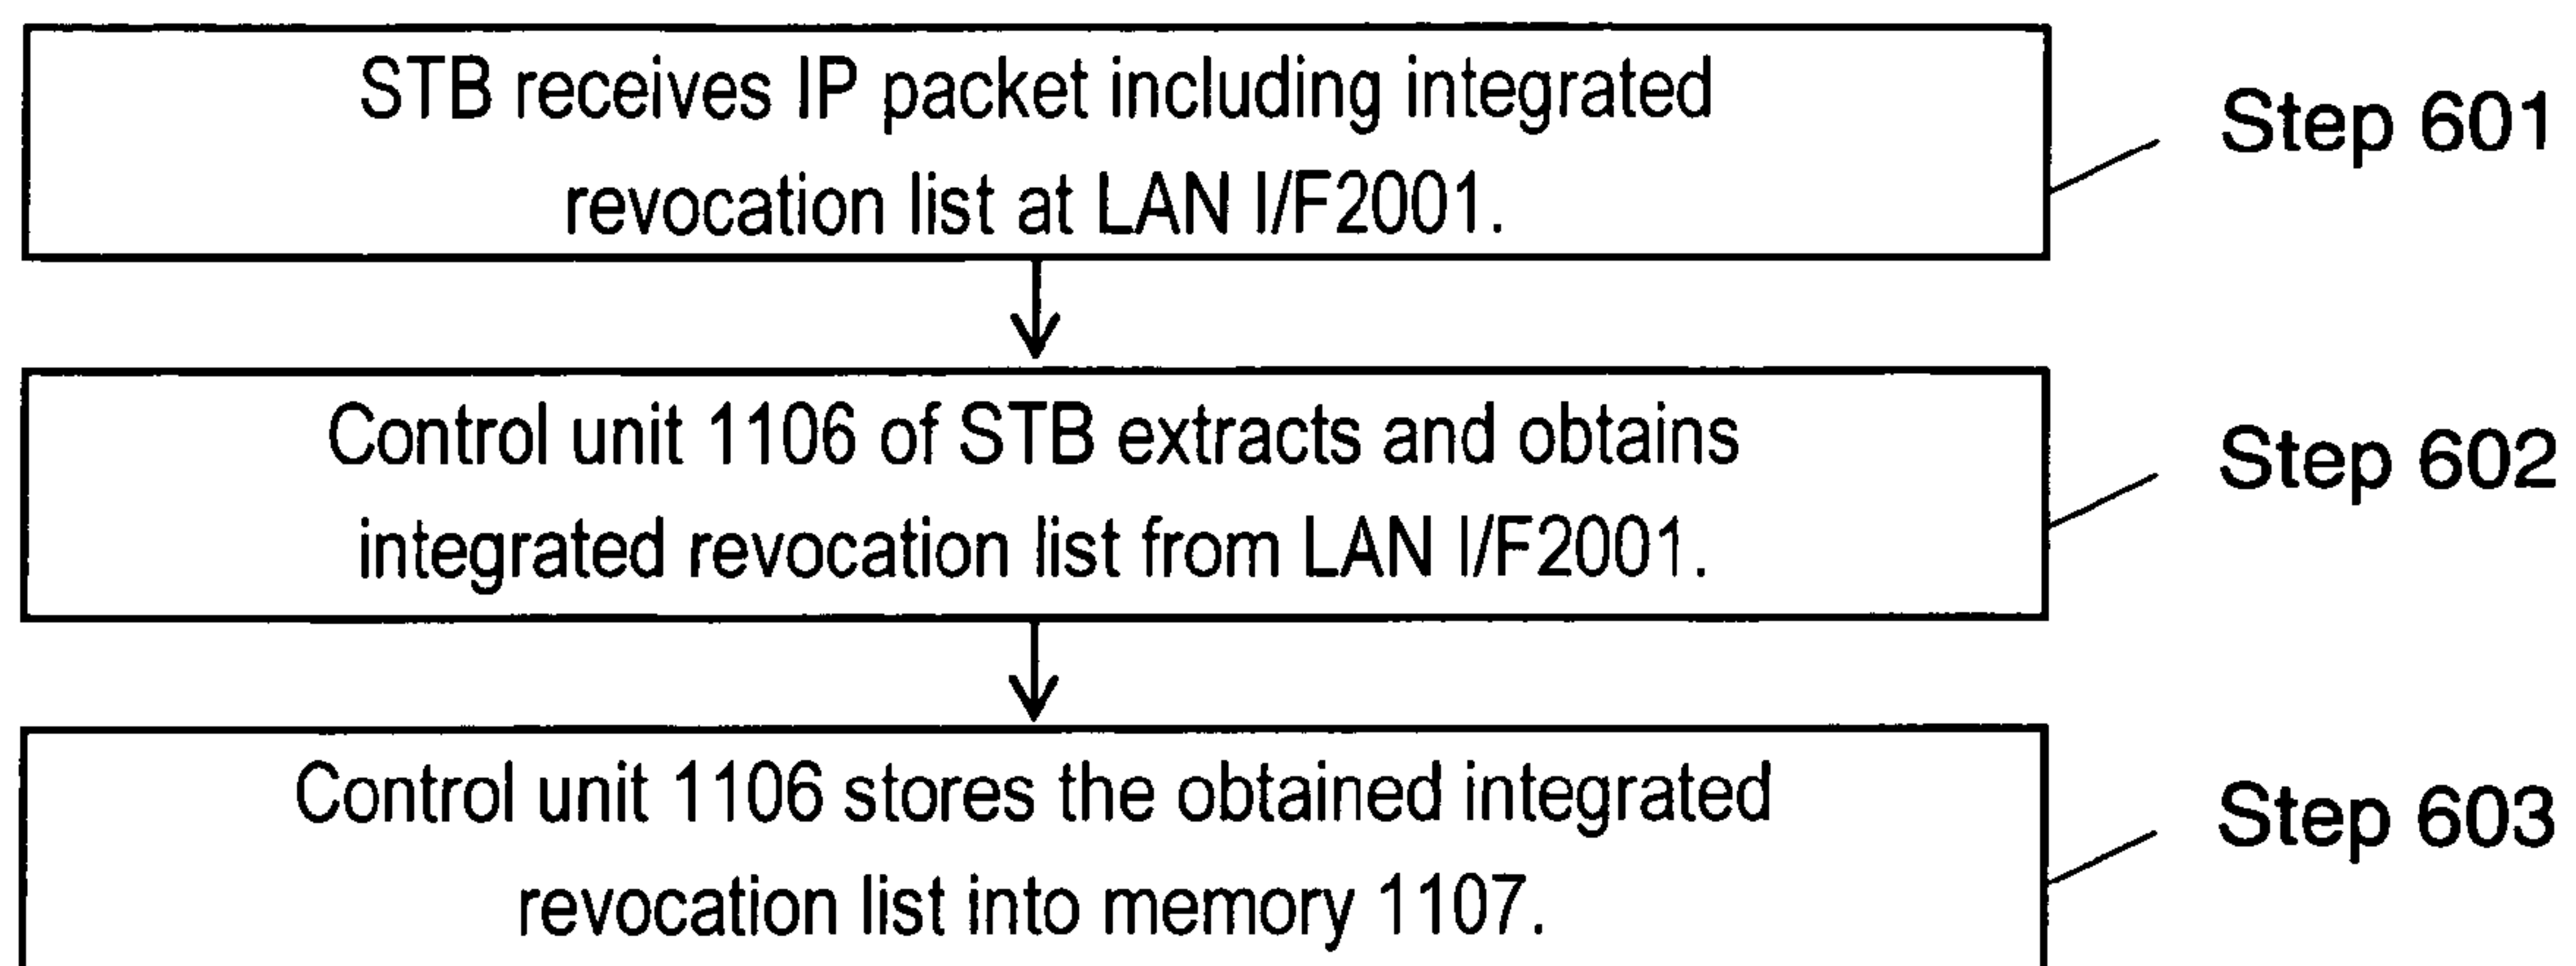 STB receives IP packet including integrated
revocation list at LAN I/F2001.
Step 601
Control unit 1106 of STB extracts and obtains
integrated revocation list from LAN I/F2001.
Step 602
Control unit 1106 stores the obtained integrated
revocation list into memory 1107.
Step 603